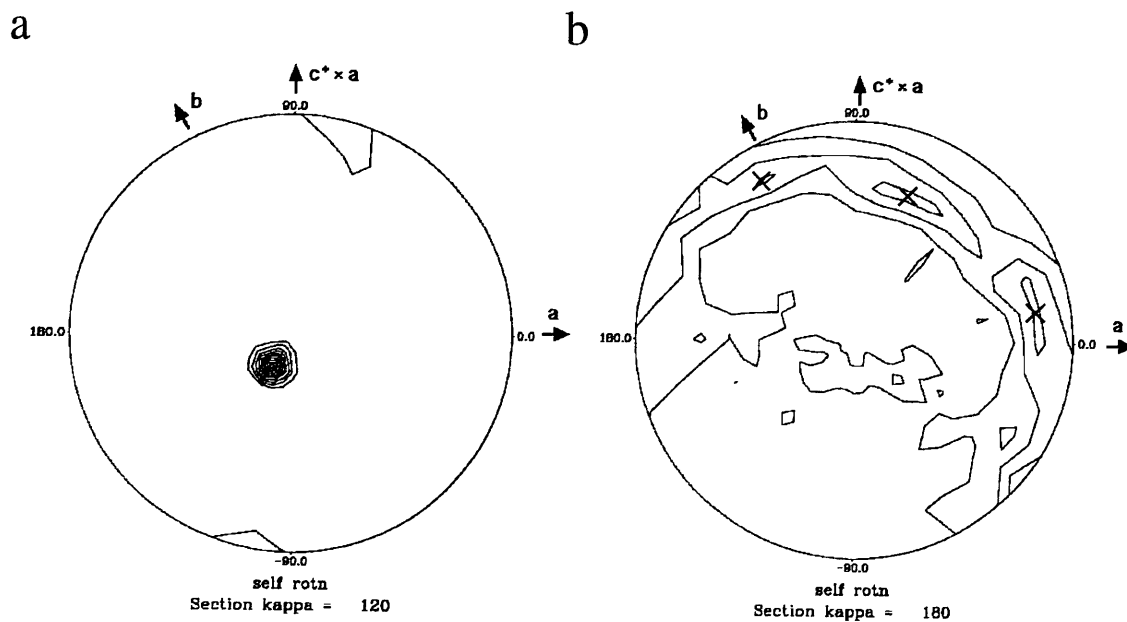 a
b
c* × a
90.0
b
180.0
0.0
a
-90.0
self rotn
Section kappa = 120
c* × a
90.0
b
180.0
0.0
a
-90.0
self rotn
Section kappa = 180